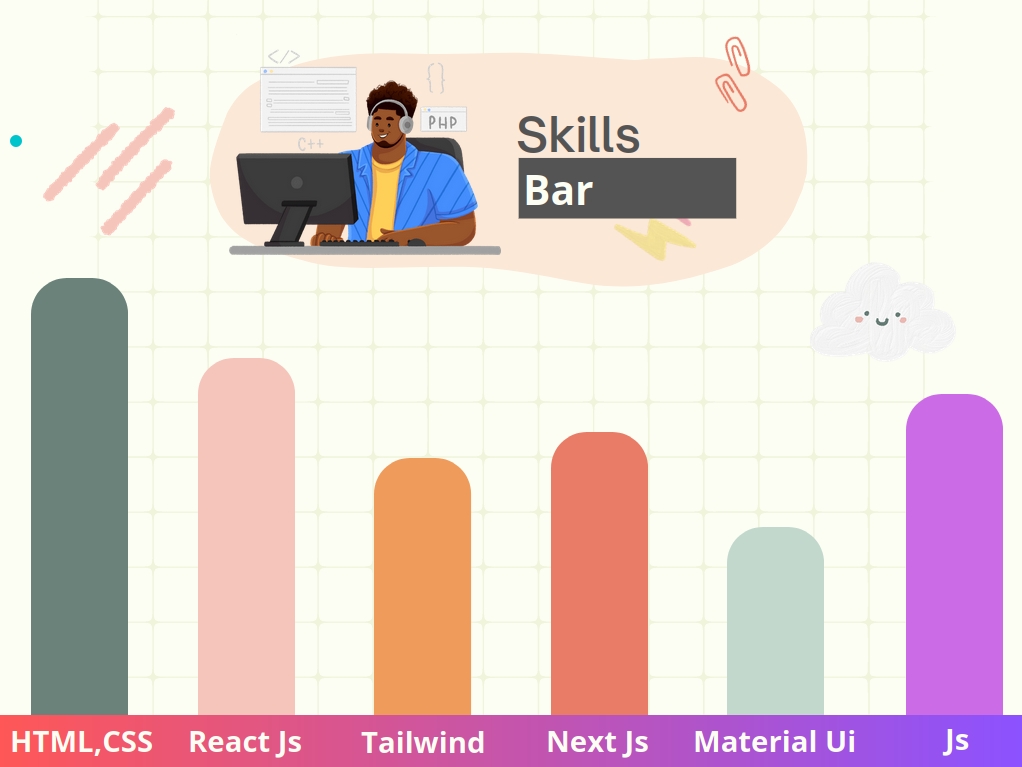 </>
{}
PHP
C++
Skills
Bar
HTML,CSS
React Js
Tailwind
Next Js
Material Ui
Js